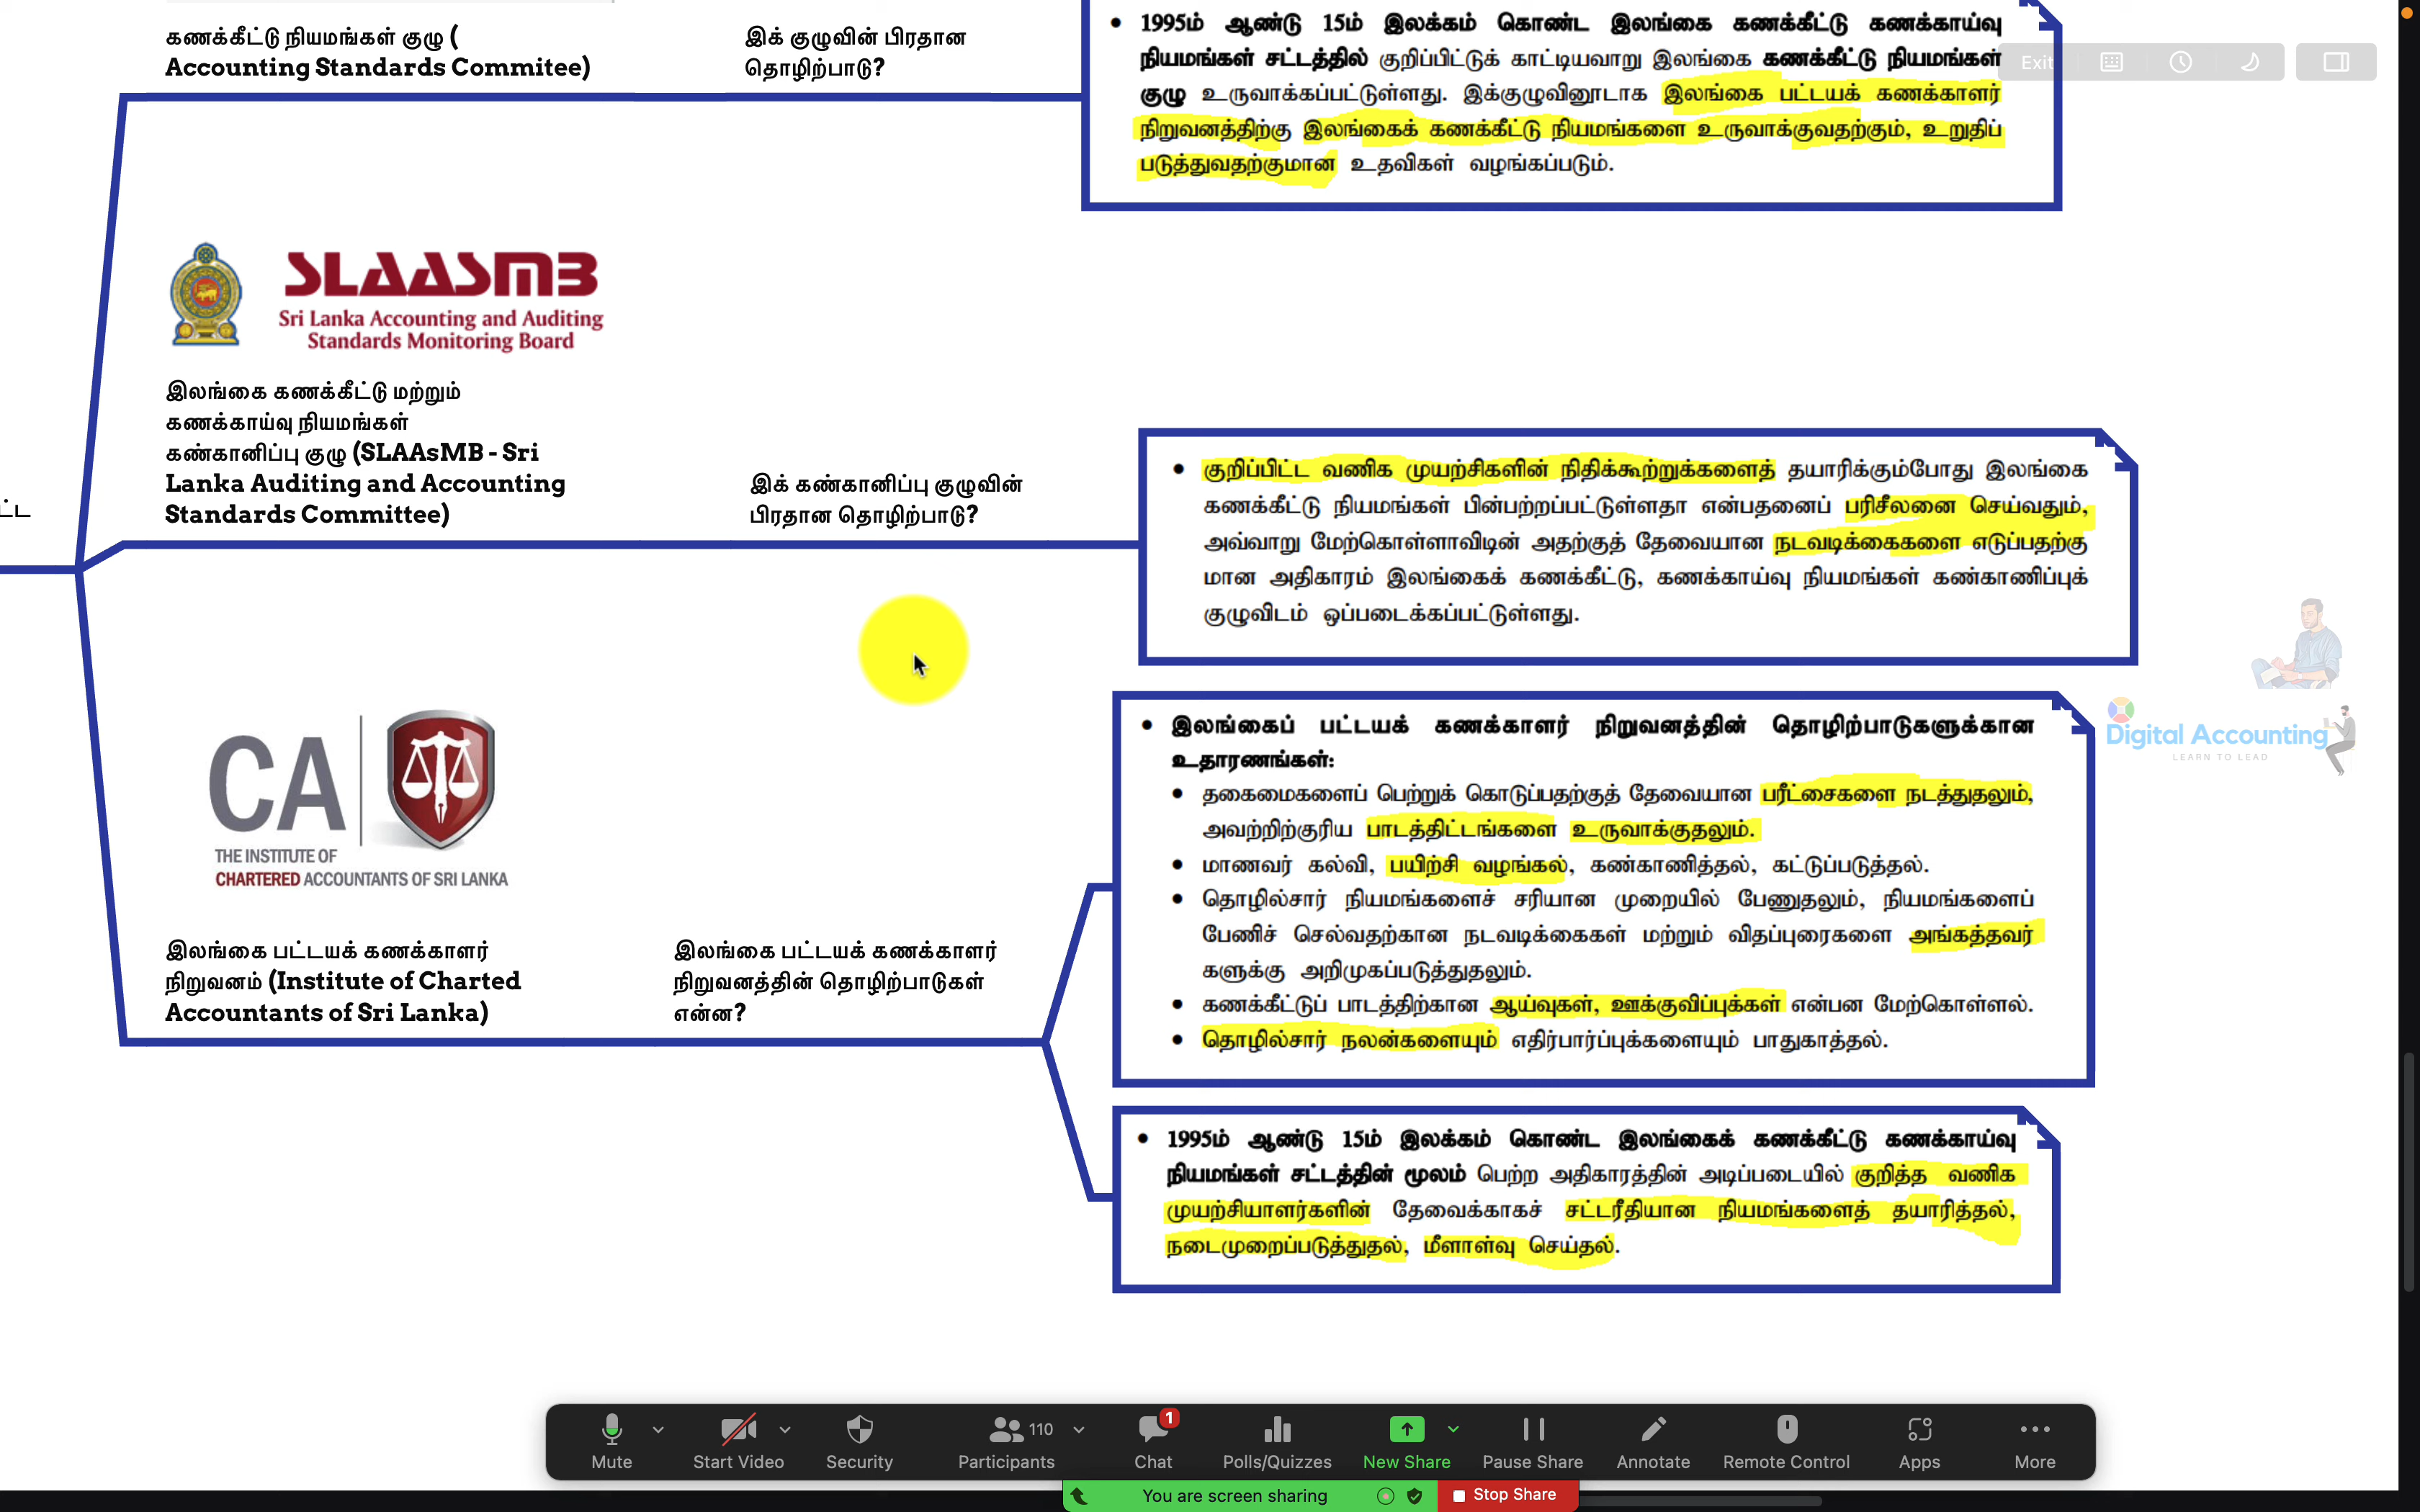 கணக்கீட்டு நியமங்கள் குழு (
Accounting Standards Commitee)
இக் குழுவின் பிரதான
தொழிற்பாடு?
• 1995ம் ஆண்டு 15ம் இலக்கம் கொண்ட இலங்கை கணக்கீட்டு கணக்காய்வு
நியமங்கள் சட்டத்தில் குறிப்பிட்டுக் காட்டியவாறு இலங்கை கணக்கீட்டு நியமங்கள்
குழு உருவாக்கப்பட்டுள்ளது. இக்குழுவினூடாக இலங்கை பட்டயக் கணக்காளர்
நிறுவனத்திற்கு இலங்கைக் கணக்கீட்டு நியமங்களை உருவாக்குவதற்கும், உறுதிப்
படுத்துவதற்குமான உதவிகள் வழங்கப்படும்.
Exit
SLAASMB
Sri Lanka Accounting and Auditing
Standards Monitoring Board
இலங்கை கணக்கீட்டு மற்றும்
கணக்காய்வு நியமங்கள்
கண்கானிப்பு குழு (SLAAsMB - Sri
Lanka Auditing and Accounting
Standards Committee)
ட்ட
இக் கண்கானிப்பு குழுவின்
பிரதான தொழிற்பாடு?
• குறிப்பிட்ட வணிக முயற்சிகளின் நிதிக்கூற்றுக்களைத் தயாரிக்கும்போது இலங்கை
கணக்கீட்டு நியமங்கள் பின்பற்றப்பட்டுள்ளதா என்பதனைப் பரிசீலனை செய்வதும்,
அவ்வாறு மேற்கொள்ளாவிடின் அதற்குத் தேவையான நடவடிக்கைகளை எடுப்பதற்கு
மான அதிகாரம் இலங்கைக் கணக்கீட்டு, கணக்காய்வு நியமங்கள் கண்காணிப்புக்
குழுவிடம் ஒப்படைக்கப்பட்டுள்ளது.
Digital Accounting
LEARN TO LEAD
CA
THE INSTITUTE OF
CHARTERED ACCOUNTANTS OF SRI LANKA
இலங்கை பட்டயக் கணக்காளர்
நிறுவனம் (Institute of Charted
Accountants of Sri Lanka)
இலங்கை பட்டயக் கணக்காளர்
நிறுவனத்தின் தொழிற்பாடுகள்
என்ன?
• இலங்கைப் பட்டயக் கணக்காளர் நிறுவனத்தின் தொழிற்பாடுகளுக்கான
உதாரணங்கள்:
• தகைமைகளைப் பெற்றுக் கொடுப்பதற்குத் தேவையான பரீட்சைகளை நடத்துதலும்,
அவற்றிற்குரிய பாடத்திட்டங்களை உருவாக்குதலும்.
• மாணவர் கல்வி, பயிற்சி வழங்கல், கண்காணித்தல், கட்டுப்படுத்தல்.
• தொழில்சார் நியமங்களைச் சரியான முறையில் பேணுதலும், நியமங்களைப்
பேணிச் செல்வதற்கான நடவடிக்கைகள் மற்றும் விதப்புரைகளை அங்கத்தவர்
களுக்கு அறிமுகப்படுத்துதலும்.
• கணக்கீட்டுப் பாடத்திற்கான ஆய்வுகள், ஊக்குவிப்புக்கள் என்பன மேற்கொள்ளல்.
• தொழில்சார் நலன்களையும் எதிர்பார்ப்புக்களையும் பாதுகாத்தல்.
• 1995ம் ஆண்டு 15ம் இலக்கம் கொண்ட இலங்கைக் கணக்கீட்டு கணக்காய்வு
நியமங்கள் சட்டத்தின் மூலம் பெற்ற அதிகாரத்தின் அடிப்படையில் குறித்த வணிக
முயற்சியாளர்களின் தேவைக்காகச் சட்டரீதியான நியமங்களைத் தயாரித்தல்,
நடைமுறைப்படுத்துதல், மீளாள்வு செய்தல்.
Mute
Start Video
Security
110
Participants
1
Chat
Polls/Quizzes
New Share
Pause Share
Annotate
Remote Control
Apps
More
You are screen sharing
Stop Share